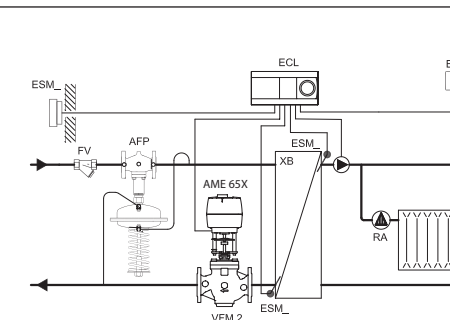 ECL
ESM_
FV
AFP
ESM_
XB
AME 65X
RA
ESM_
VFM 2